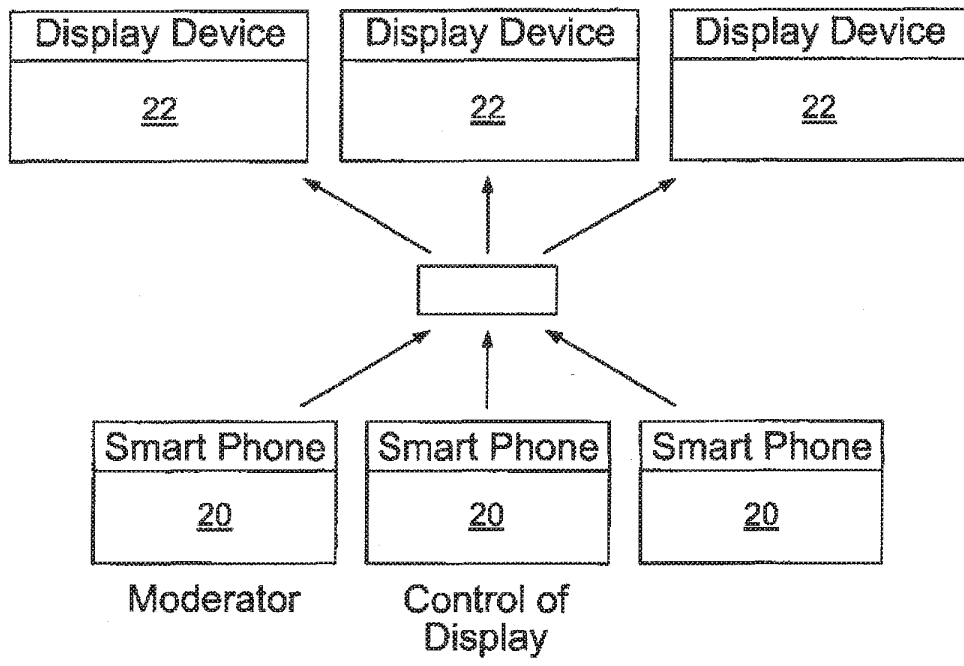 Display Device
Display Device
Display Device
22
22
22
Smart Phone
Smart Phone
Smart Phone
20
20
20
Moderator
Control of
Display